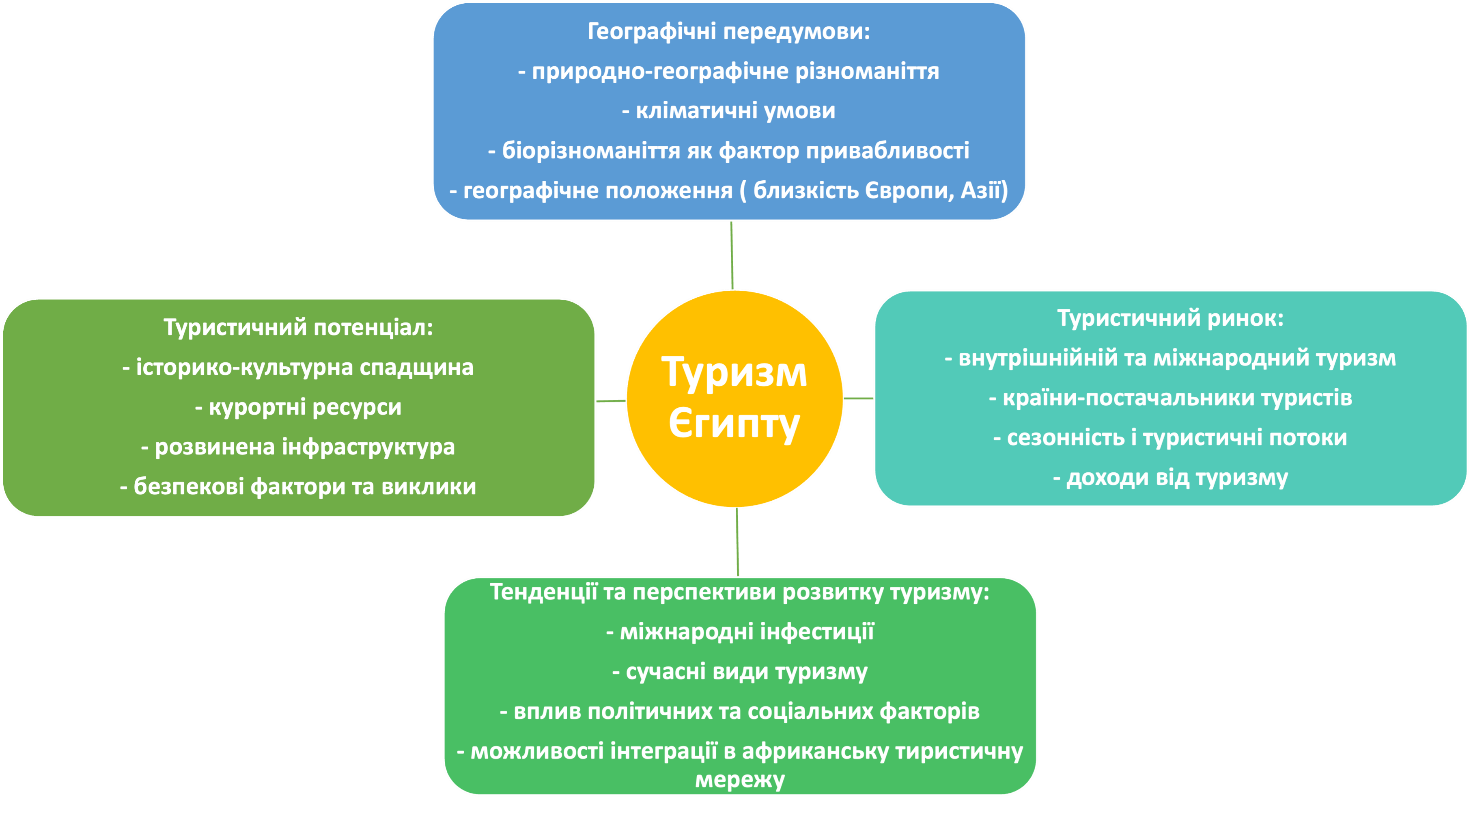 Географічні передумови:
- природно-географічне різноманіття
- кліматичні умови
- біорізноманіття як фактор привабливості
- географічне положення ( близкість Європи, Азії)
Туристичний потенціал:
- історико-культурна спадщина
- курортні ресурси
- розвинена інфраструктура
- безпекові фактори та виклики
Туризм
Єгипту
Туристичний ринок:
- внутрішнійній та міжнародний туризм
- країни-постачальники туристів
- сезонність і туристичні потоки
- доходи від туризму
Тенденції та перспективи розвитку туризму:
- міжнародні інфестиції
- сучасні види туризму
- вплив політичних та соціальних факторів
- можливості інтеграції в африканську тиристичну
мережу